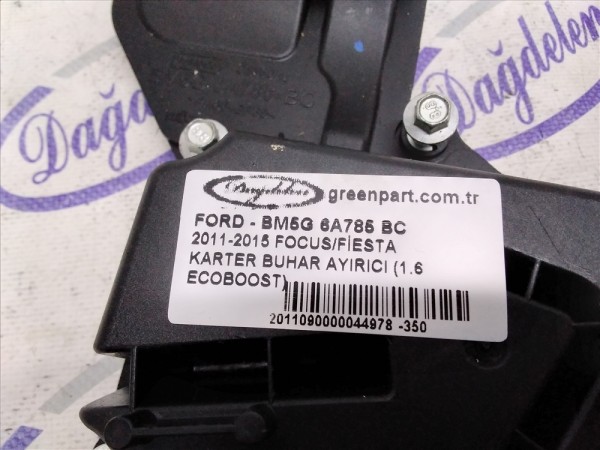 Dağdelen
Dağdelen greenpart.com.tr
FORD - BM5G 6A785 BC
2011-2015 FOCUS/FİESTA
KARTER BUHAR AYIRICI (1.6
ECOBOOST)
2011090000044978 -350